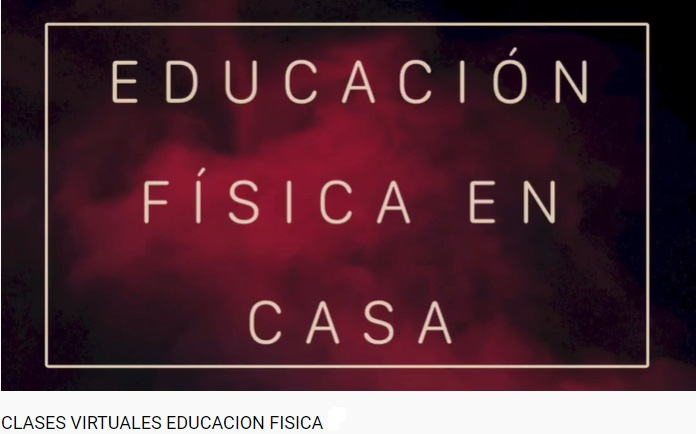 EDUCACIÓN
FÍSICA EN
CASA
CLASES VIRTUALES EDUCACION FISICA